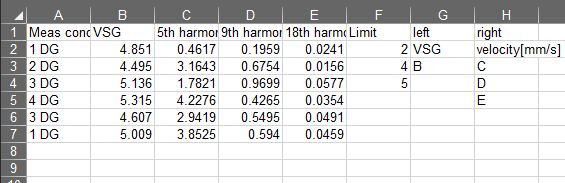 A B C D E F G H
1 Meas conc VSG 5th harmor 9th harmor 18th harmo Limit left right
2 1 DG 4.851 0.4617 0.1959 0.0241 2 VSG velocity[mm/s]
3 2 DG 4.495 3.1643 0.6754 0.0156 4 B C
4 3 DG 5.136 1.7821 0.9699 0.0577 5 D
5 4 DG 5.315 4.2276 0.4265 0.0354 E
6 3 DG 4.607 2.9419 0.5495 0.0491
7 1 DG 5.009 3.8525 0.594 0.0459
8
9